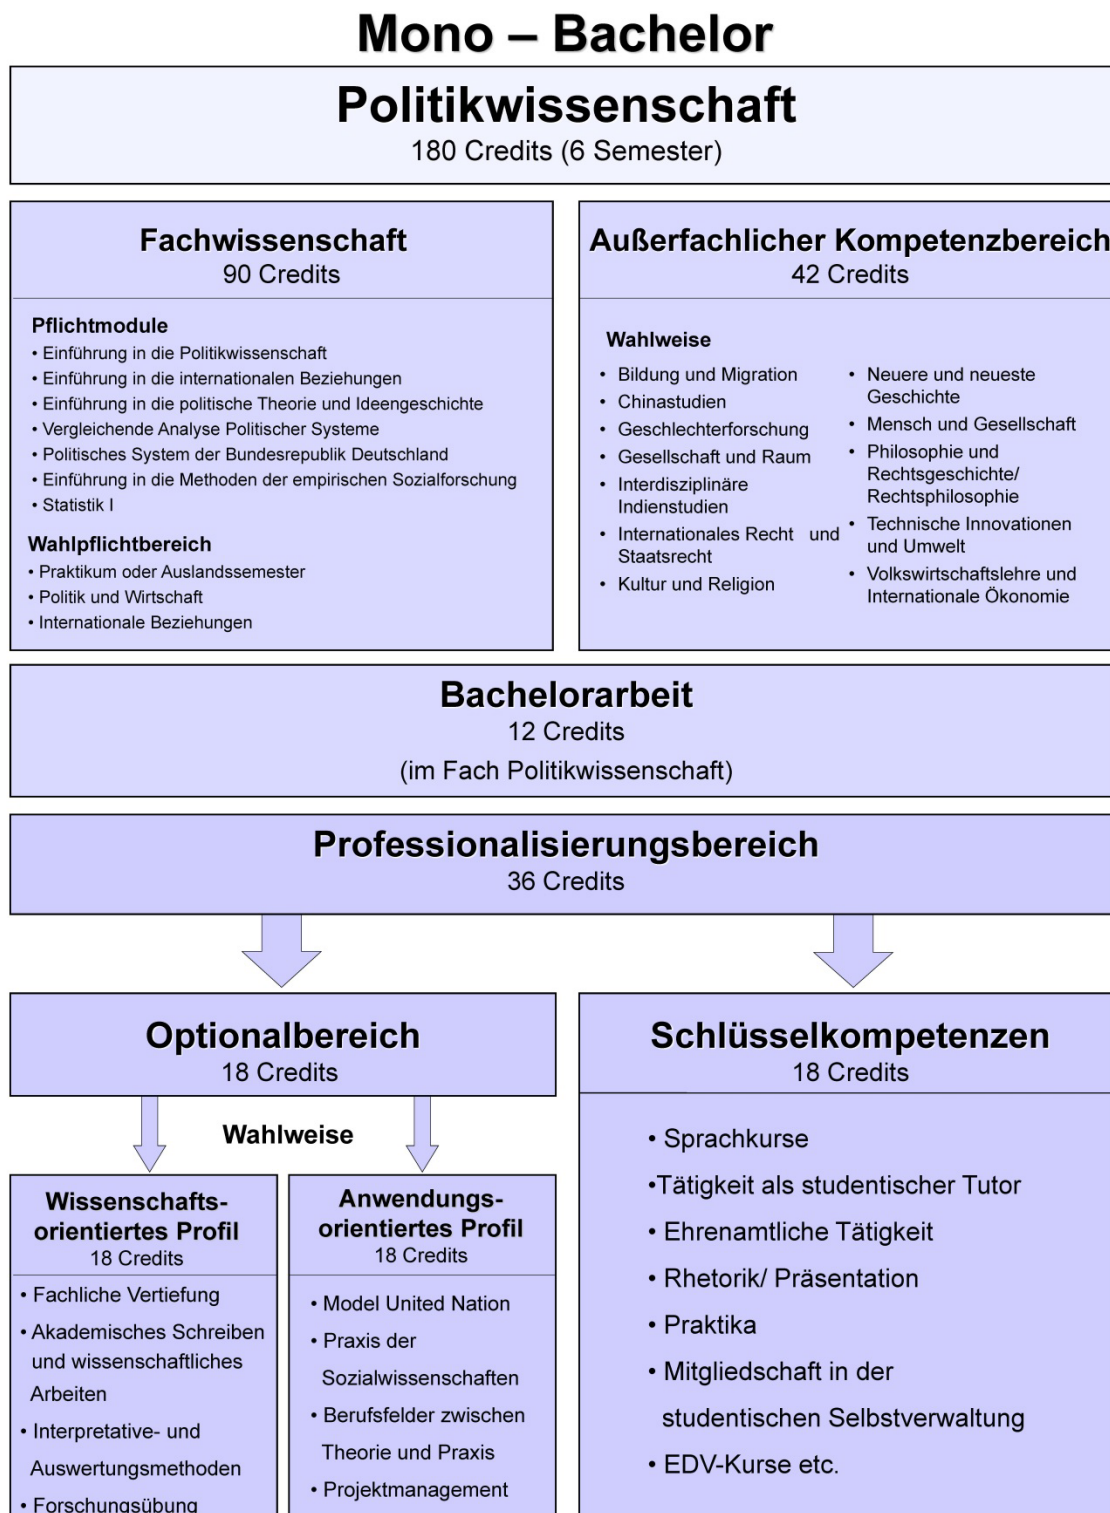 Mono – Bachelor
Politikwissenschaft
180 Credits (6 Semester)
Fachwissenschaft
90 Credits
Pflichtmodule
• Einführung in die Politikwissenschaft
• Einführung in die internationalen Beziehungen
• Einführung in die politische Theorie und Ideengeschichte
• Vergleichende Analyse Politischer Systeme
• Politisches System der Bundesrepublik Deutschland
• Einführung in die Methoden der empirischen Sozialforschung
• Statistik I
Wahlpflichtbereich
• Praktikum oder Auslandssemester
• Politik und Wirtschaft
• Internationale Beziehungen
Außerfachlicher Kompetenzbereich
42 Credits
Wahlweise
• Bildung und Migration
• Chinastudien
• Geschlechterforschung
• Gesellschaft und Raum
• Interdisziplinäre
Indienstudien
• Internationales Recht und
Staatsrecht
• Kultur und Religion
• Neuere und neueste
Geschichte
• Mensch und Gesellschaft
• Philosophie und
Rechtsgeschichte/
Rechtsphilosophie
• Technische Innovationen
und Umwelt
• Volkswirtschaftslehre und
Internationale Ökonomie
Bachelorarbeit
12 Credits
(im Fach Politikwissenschaft)
Professionalisierungsbereich
36 Credits
Optionalbereich
18 Credits
Wahlweise
Wissenschafts-
orientiertes Profil
18 Credits
• Fachliche Vertiefung
• Akademisches Schreiben
und wissenschaftliches
Arbeiten
• Interpretative- und
Auswertungsmethoden
• Forschungsübung
Anwendungs-
orientiertes Profil
18 Credits
• Model United Nation
• Praxis der
Sozialwissenschaften
• Berufsfelder zwischen
Theorie und Praxis
• Projektmanagement
Schlüsselkompetenzen
18 Credits
• Sprachkurse
•Tätigkeit als studentischer Tutor
• Ehrenamtliche Tätigkeit
• Rhetorik/ Präsentation
• Praktika
• Mitgliedschaft in der
studentischen Selbstverwaltung
• EDV-Kurse etc.